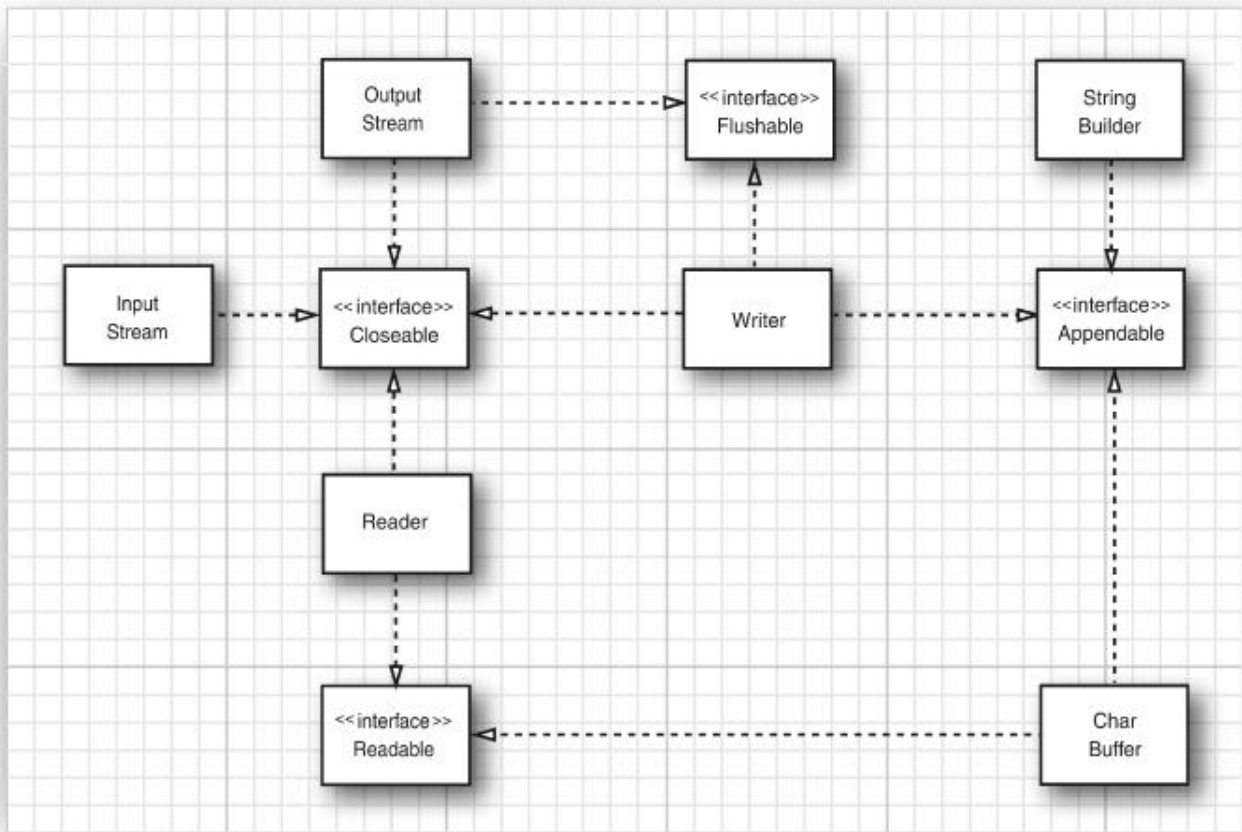 Output
Stream
<<interface>>
Flushable
String
Builder
Input
Stream
<<interface>>
Closeable
Writer
<<interface>>
Appendable
Reader
<<interface>>
Readable
Char
Buffer